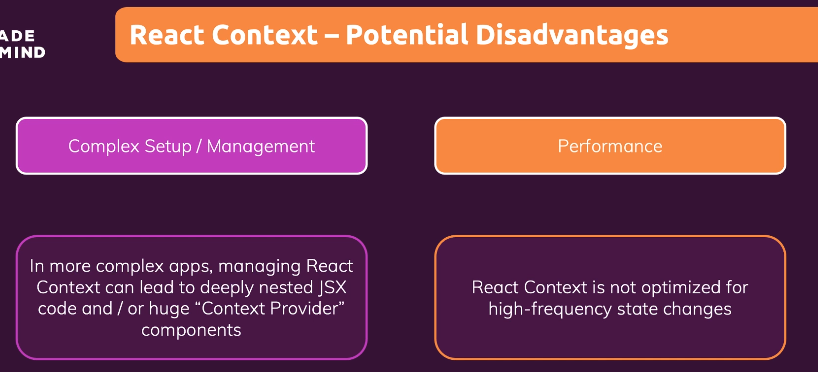 ADE
MIND
React Context – Potential Disadvantages
Complex Setup / Management
Performance
In more complex apps, managing React
Context can lead to deeply nested JSX
code and / or huge “Context Provider”
components
React Context is not optimized for
high-frequency state changes